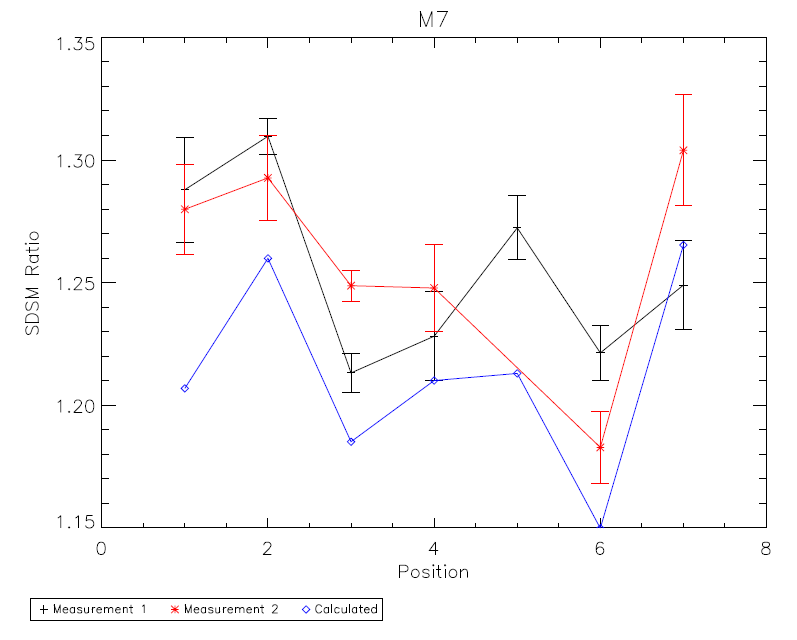 M7
1.35
1.30
1.25
1.20
1.15
SDSM Ratio
0 2 4 6 8
Position
Measurement 1 Measurement 2 Calculated